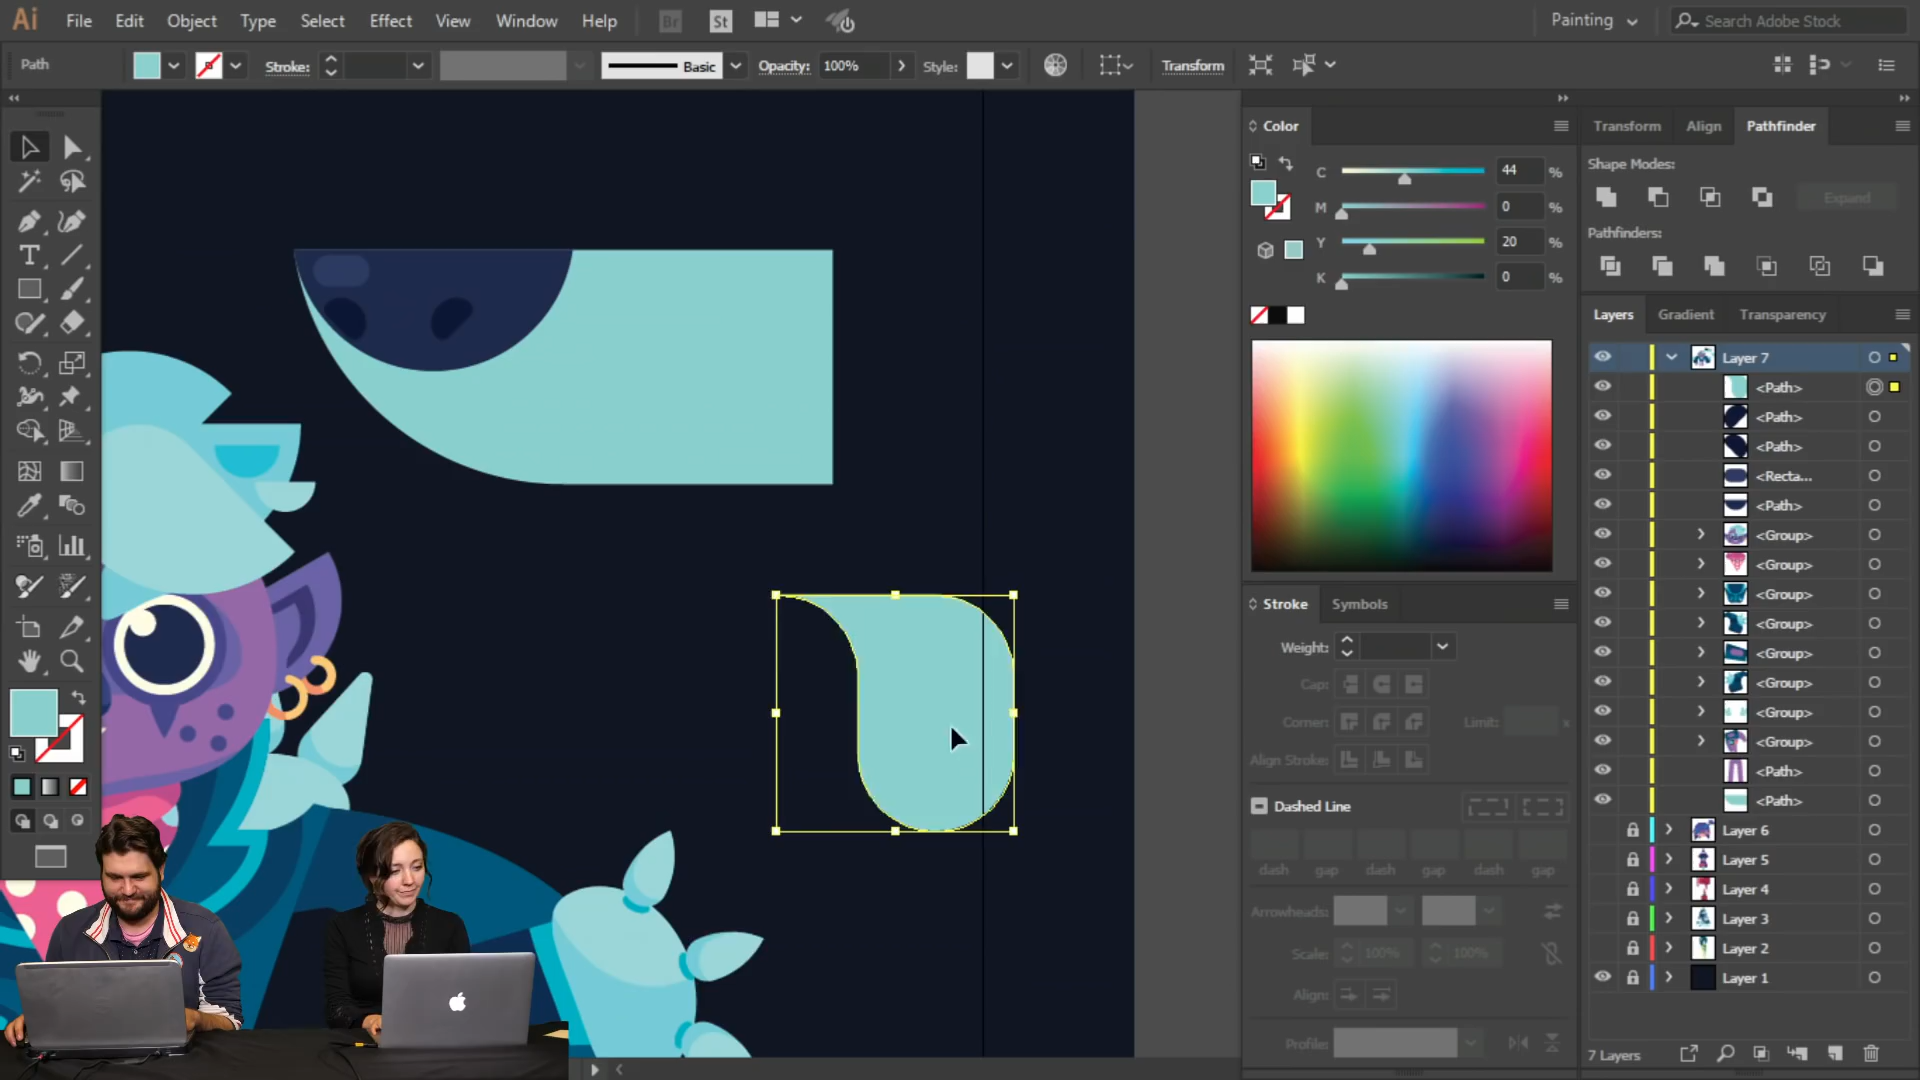 Ai File Edit Object Type Select Effect View Window Help Br St Painting Search Adobe Stock
Path Stroke: Basic Opacity: 100% Style: Transform
Color
C 44 %
M 0 %
Y 20 %
K 0 %
Transform Align Pathfinder
Shape Modes:
Expand
Pathfinders:
Layers Gradient Transparency
Layer 7
<Path>
<Path>
<Path>
<Recta...
<Path>
<Group>
<Group>
<Group>
<Group>
<Group>
<Group>
<Group>
<Group>
<Path>
<Path>
Layer 6
Layer 5
Layer 4
Layer 3
Layer 2
Layer 1
7 Layers
Stroke Symbols
Weight:
Cap:
Corner: Limit: x
Align Stroke:
Dashed Line
dash gap dash gap dash gap
Arrowheads:
Scale: 100% 100%
Align:
Profile: